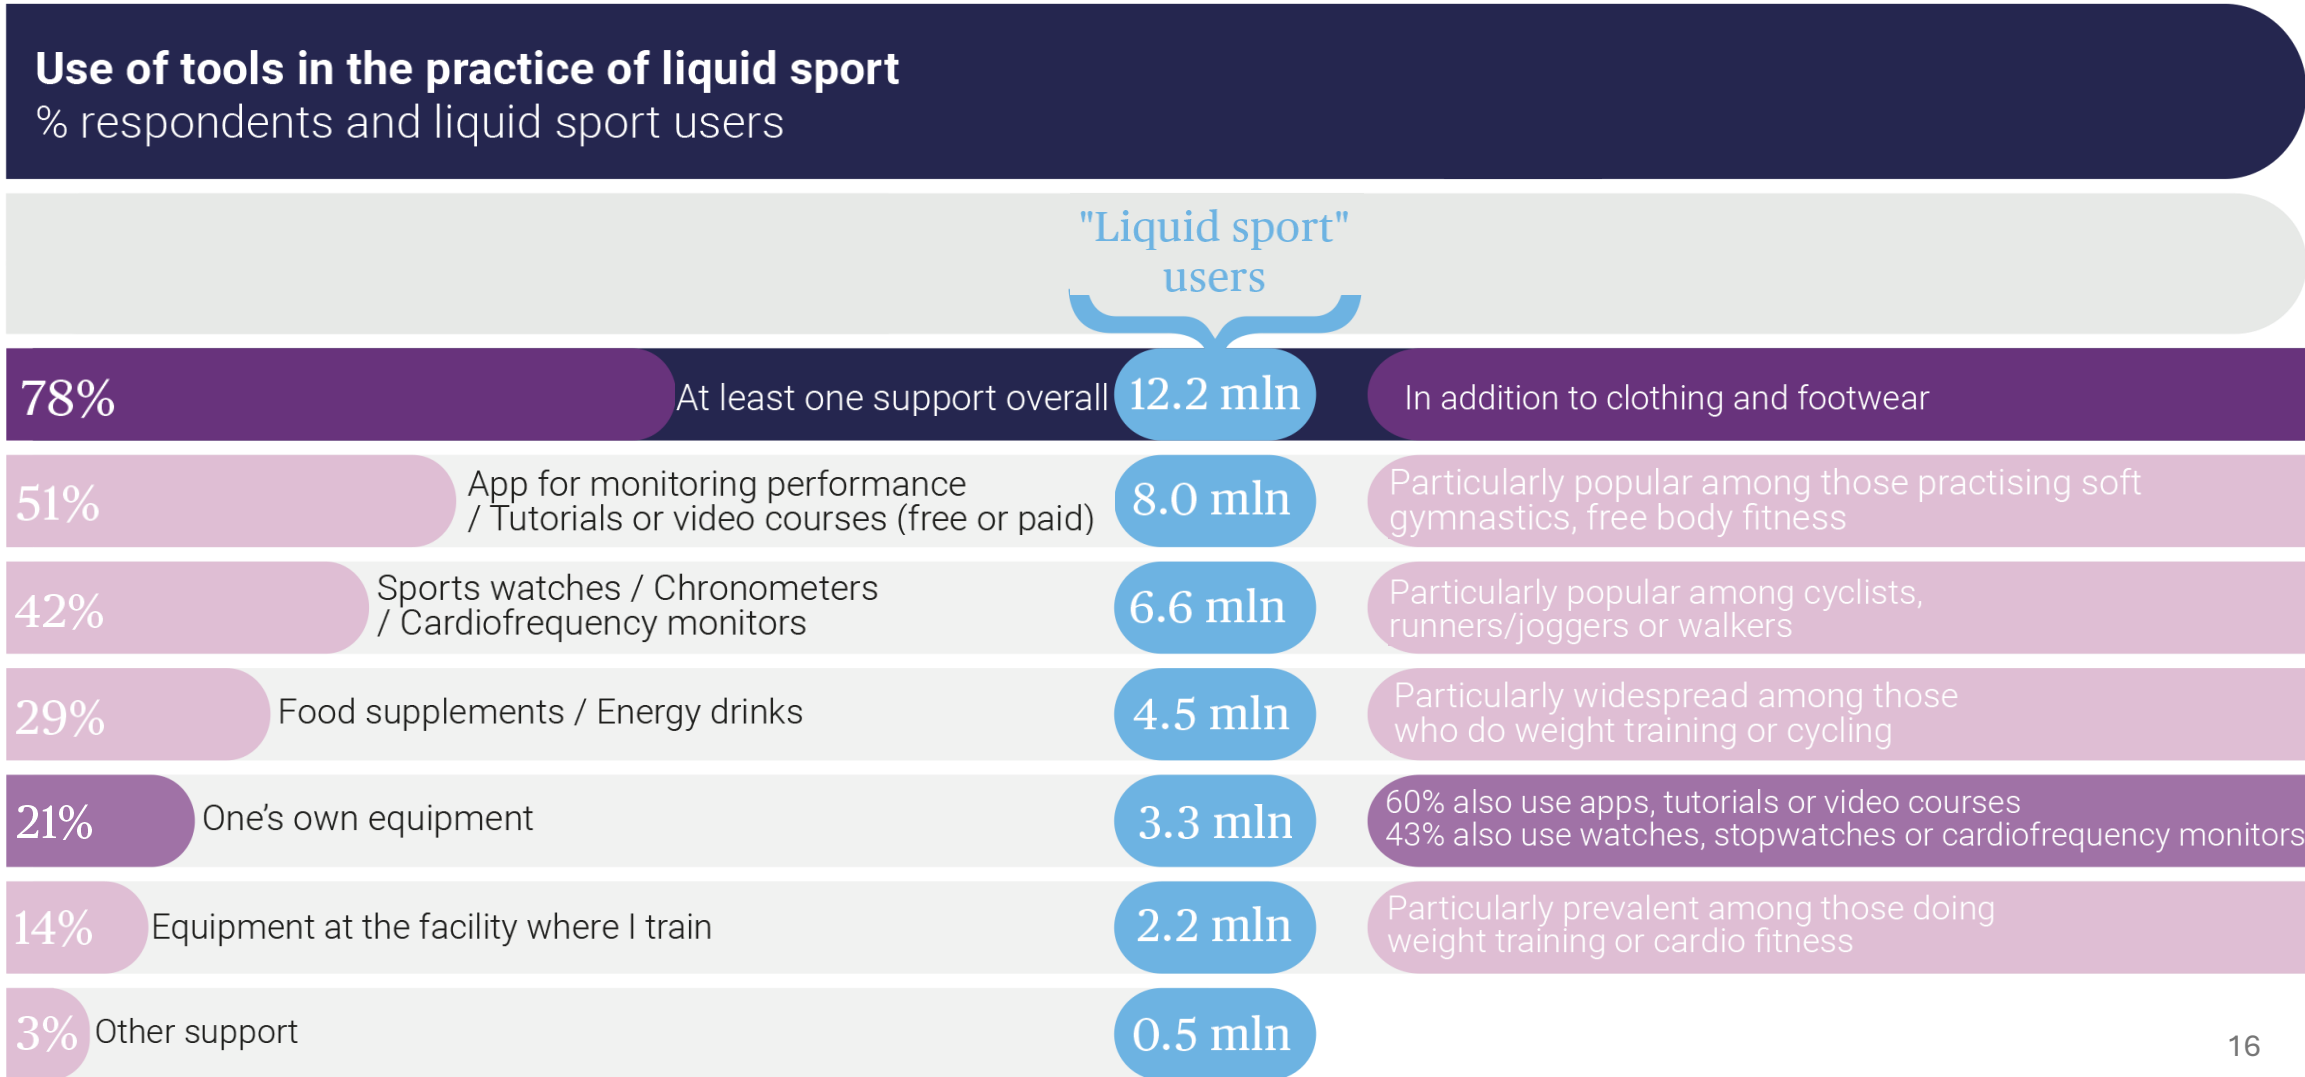 Use of tools in the practice of liquid sport
% respondents and liquid sport users
"Liquid sport"
users
78%
At least one support overall
12.2 mln
In addition to clothing and footwear
51%
App for monitoring performance
/ Tutorials or video courses (free or paid)
8.0 mln
Particularly popular among those practising soft
gymnastics, free body fitness
42%
Sports watches / Chronometers
/ Cardiofrequency monitors
6.6 mln
Particularly popular among cyclists,
runners/joggers or walkers
29%
Food supplements / Energy drinks
4.5 mln
Particularly widespread among those
who do weight training or cycling
21%
One’s own equipment
3.3 mln
60% also use apps, tutorials or video courses
43% also use watches, stopwatches or cardiofrequency monitors
14%
Equipment at the facility where I train
2.2 mln
Particularly prevalent among those doing
weight training or cardio fitness
3%
Other support
0.5 mln
16